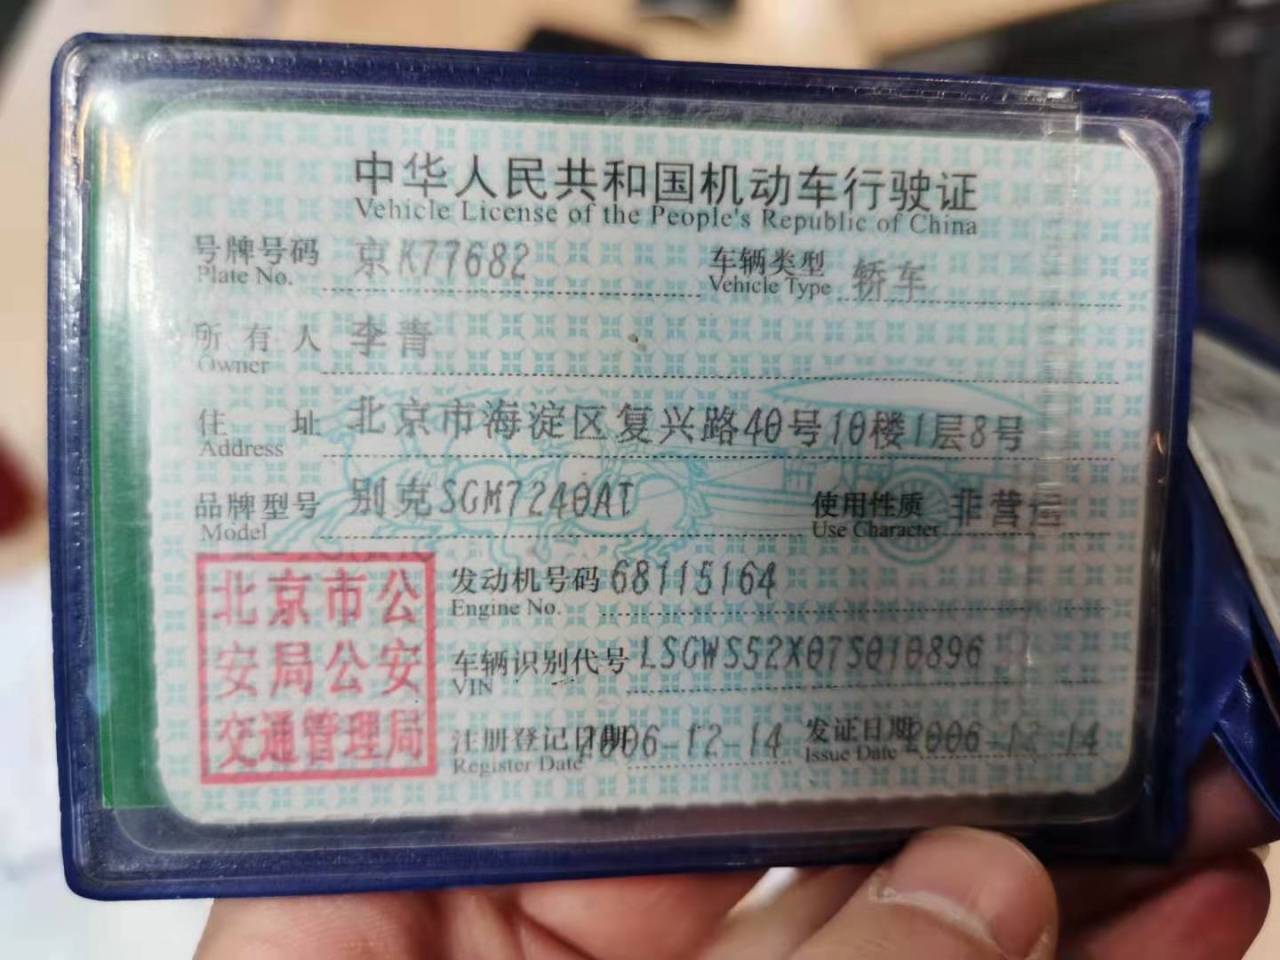 中华人民共和国机动车行驶证
Vehicle License of the People's Republic of China
号牌号码 京K77682 车辆类型 轿车
Plate No. Vehicle Type
所有人 李青
Owner
住址 北京市海淀区复兴路40号10楼1层8号
Address
品牌型号 别克SGM7240AT 使用性质 非营运
Model Use Character
北京市公
安局公安
交通管理局
发动机号码 68115164
Engine No.
车辆识别代号 LSGWS52X07S010896
VIN
注册登记日期 2006-12-14 发证日期 2006-12-14
Register Date Issue Date